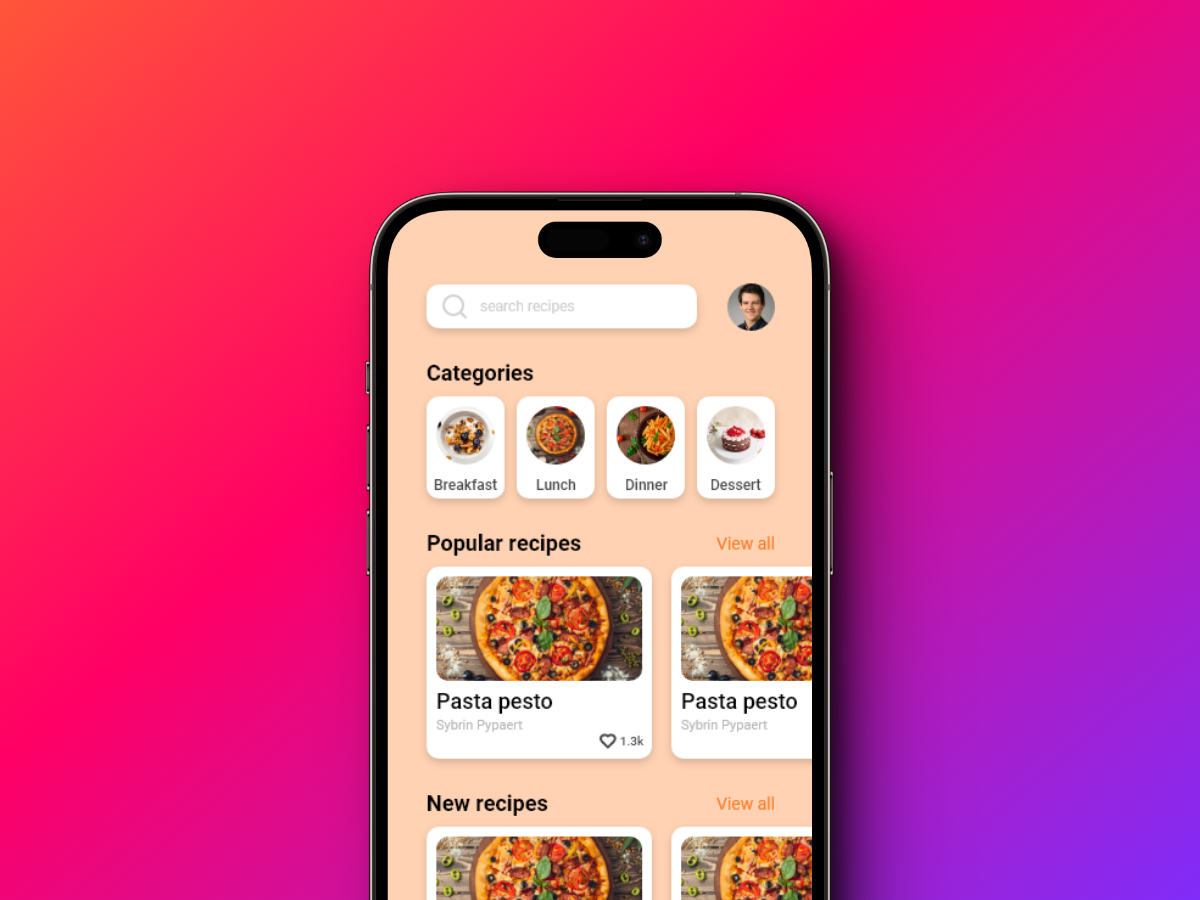 search recipes
Categories
Breakfast Lunch Dinner Dessert
Popular recipes View all
Pasta pesto Pasta pesto
Sybrin Pypaert Sybrin Pypaert
1.3k
New recipes View all